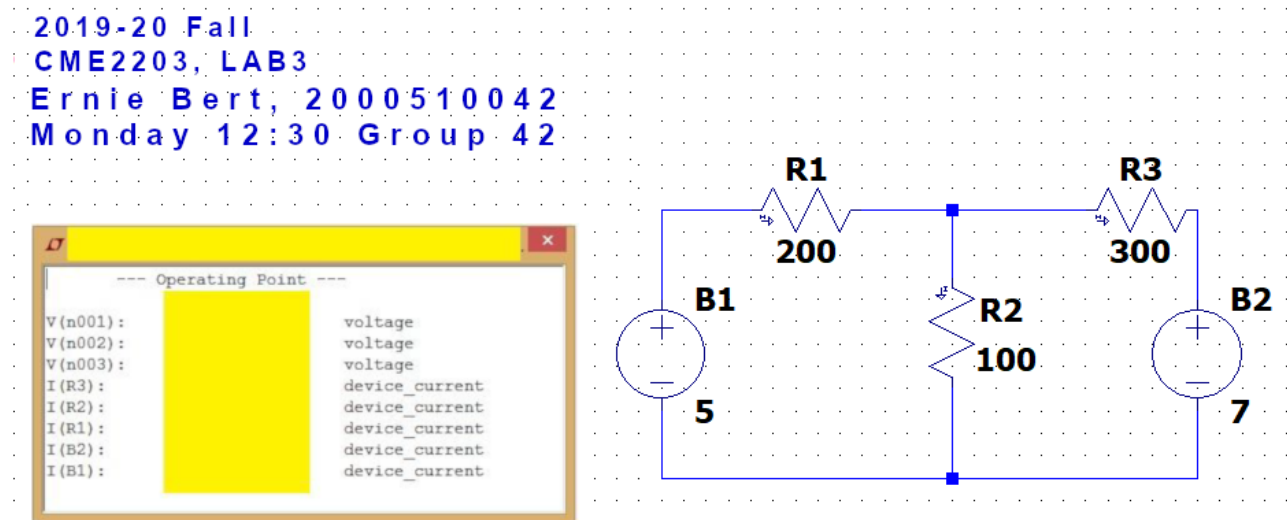 2019-20 Fall
CME2203, LAB3
Ernie Bert, 2000510042
Monday 12:30 Group 42
--- Operating Point ---
V(n001): voltage
V(n002): voltage
V(n003): voltage
I(R3): device_current
I(R2): device_current
I(R1): device_current
I(B2): device_current
I(B1): device_current
R1
200
R3
300
B1
5
R2
100
B2
7